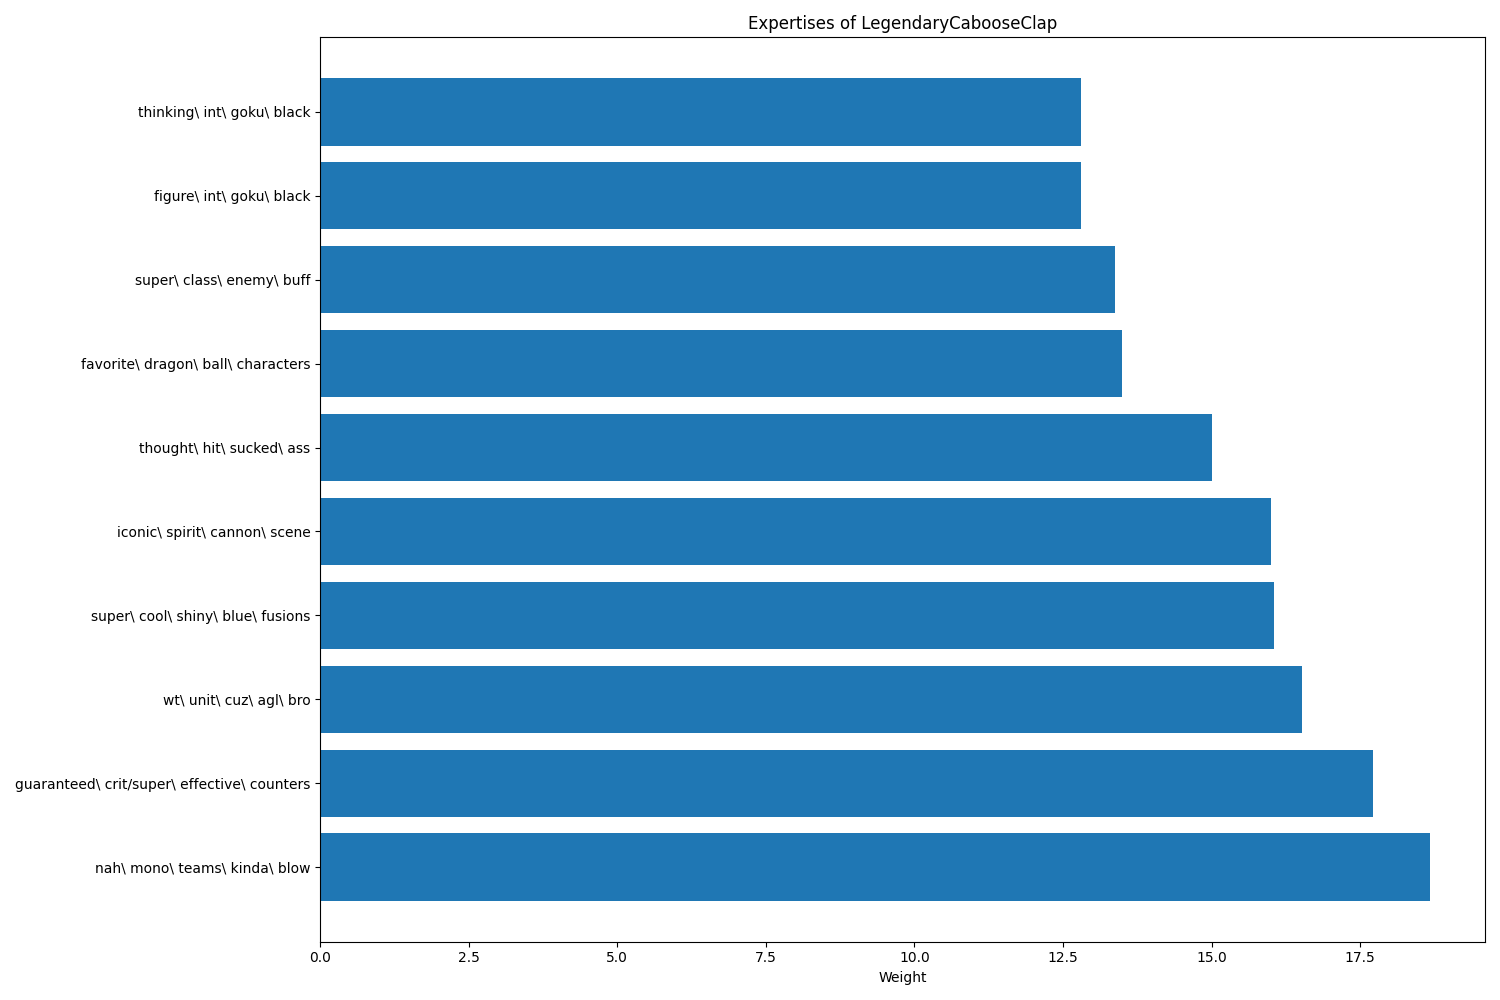 Expertises of LegendaryCabooseClap
thinking\ int\ goku\ black
figure\ int\ goku\ black
super\ class\ enemy\ buff
favorite\ dragon\ ball\ characters
thought\ hit\ sucked\ ass
iconic\ spirit\ cannon\ scene
super\ cool\ shiny\ blue\ fusions
wt\ unit\ cuz\ agl\ bro
guaranteed\ crit/super\ effective\ counters
nah\ mono\ teams\ kinda\ blow
0.0 2.5 5.0 7.5 10.0 12.5 15.0 17.5
Weight